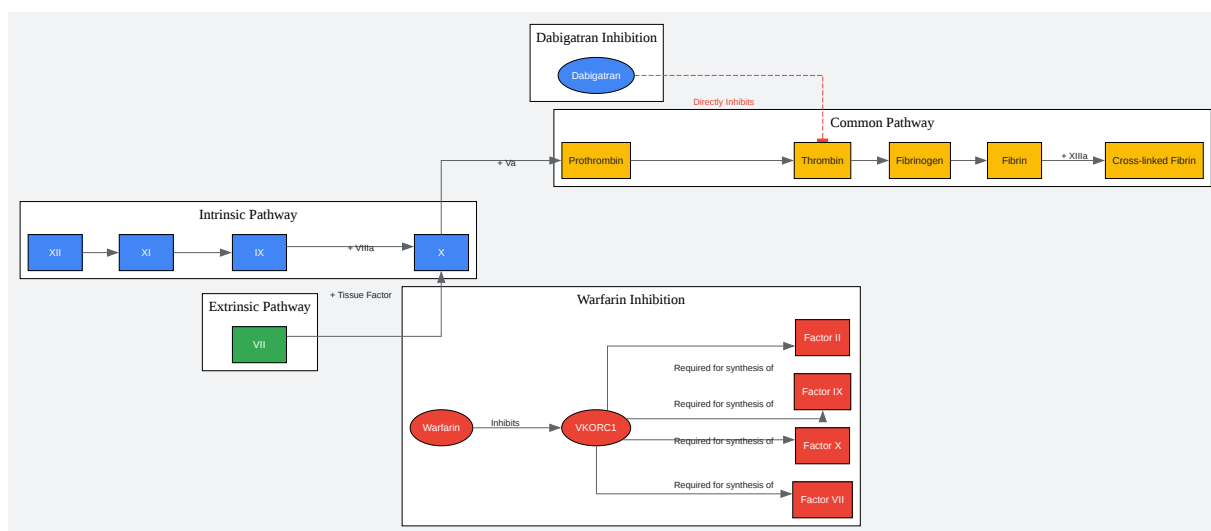 Dabigatran Inhibition
Dabigatran
Directly Inhibits
Common Pathway
+ Va
Prothrombin
Thrombin
Fibrinogen
Fibrin
+ XIIIa
Cross-linked Fibrin
Intrinsic Pathway
XII
XI
IX
+ VIIIa
X
Extrinsic Pathway
+ Tissue Factor
VII
Warfarin Inhibition
Factor II
Required for synthesis of
Factor IX
Required for synthesis of
Warfarin
Inhibits
VKORC1
Required for synthesis of
Factor X
Required for synthesis of
Factor VII